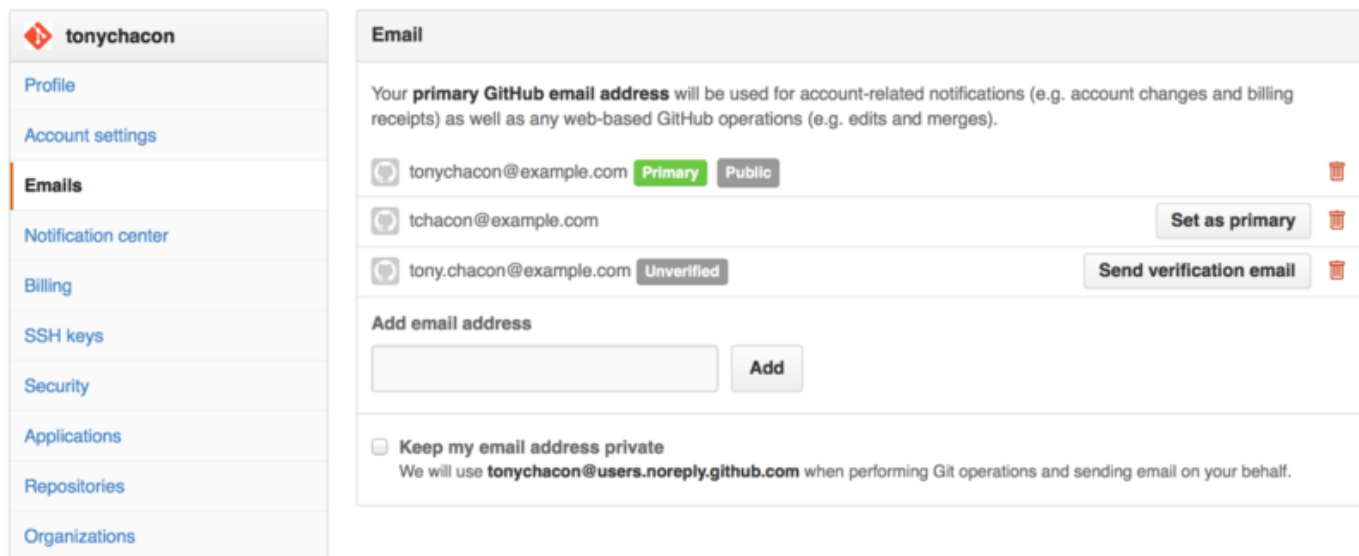 tonychacon
Profile
Account settings
Emails
Notification center
Billing
SSH keys
Security
Applications
Repositories
Organizations
Email
Your primary GitHub email address will be used for account-related notifications (e.g. account changes and billing
receipts) as well as any web-based GitHub operations (e.g. edits and merges).
tonychacon@example.com Primary Public
tchacon@example.com Set as primary
tony.chacon@example.com Unverified Send verification email
Add email address
Add
Keep my email address private
We will use tonychacon@users.noreply.github.com when performing Git operations and sending email on your behalf.